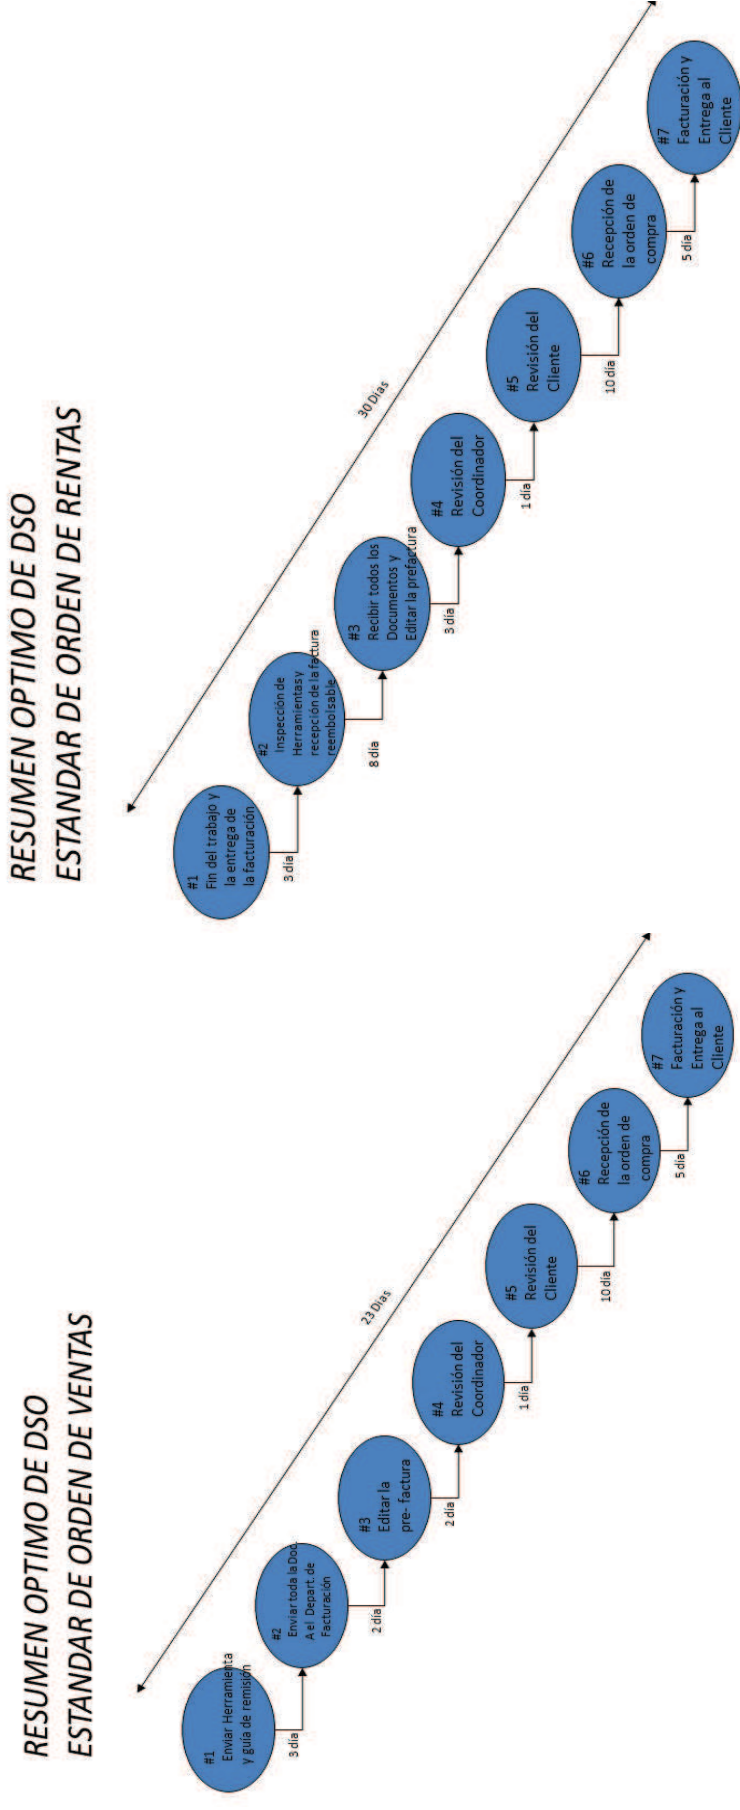 RESUMEN OPTIMO DE DSO
ESTANDAR DE ORDEN DE VENTAS
23 Dias
#1
Enviar Herramienta
y guía de remisión
3 día
#2
Enviar toda la Doc.
A el Depart. de
Facturación
2 día
#3
Editar la
pre- factura
2 día
#4
Revisión del
Coordinador
1 día
#5
Revisión del
Cliente
10 día
#6
Recepción de
la orden de
compra
5 día
#7
Facturación y
Entrega al
Cliente
RESUMEN OPTIMO DE DSO
ESTANDAR DE ORDEN DE RENTAS
30 Dias
#1
Fin del trabajo y
la entrega de
la facturación
3 día
#2
Inspección de
Herramientas y
recepción de la factura
reembolsable
8 día
#3
Recibir todos los
Documentos y
Editar la prefactura
3 día
#4
Revisión del
Coordinador
1 día
#5
Revisión del
Cliente
10 día
#6
Recepción de
la orden de
compra
5 día
#7
Facturación y
Entrega al
Cliente